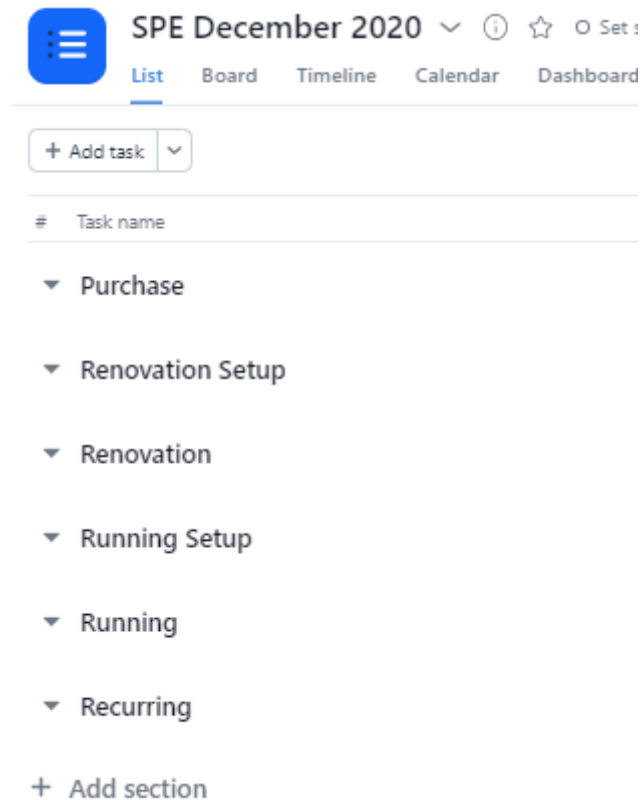 SPE December 2020 Set
List Board Timeline Calendar Dashboard
+ Add task
# Task name
Purchase
Renovation Setup
Renovation
Running Setup
Running
Recurring
+ Add section